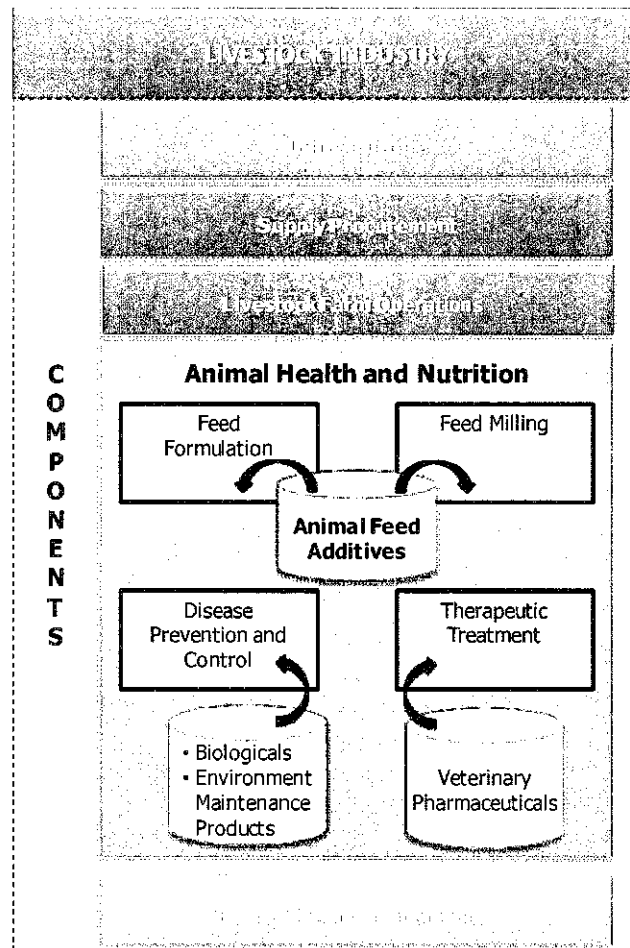 LIVESTOCK INDUSTRY
Supply Procurement
Livestock Farm Operations
COMPONENTS
Animal Health and Nutrition
Feed
Formulation
Feed Milling
Animal Feed
Additives
Disease
Prevention and
Control
Therapeutic
Treatment
• Biologicals
• Environment
Maintenance
Products
Veterinary
Pharmaceuticals